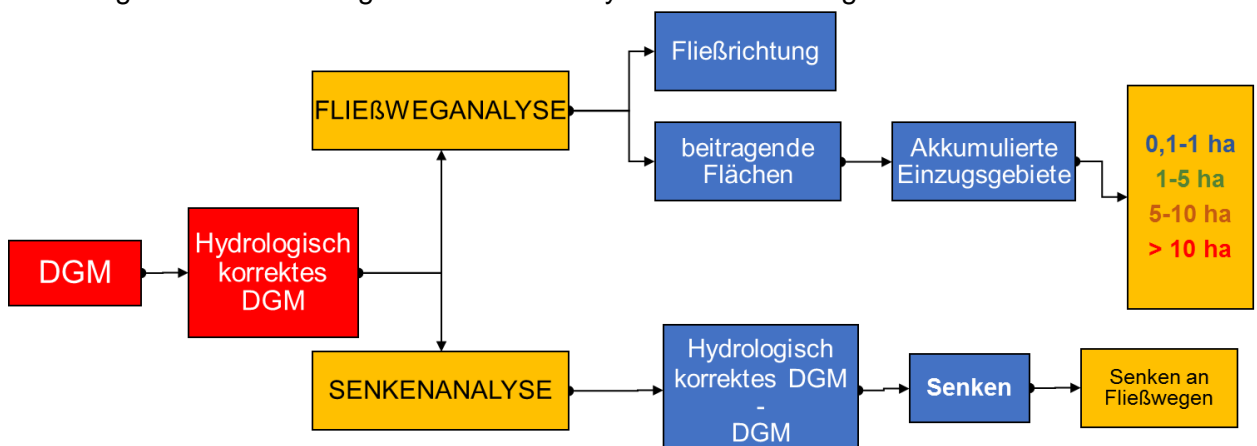 Fließrichtung
FLIEßWEGANALYSE
beitragende
Flächen
Akkumulierte
Einzugsgebiete
0,1-1 ha
1-5 ha
5-10 ha
> 10 ha
DGM
Hydrologisch
korrektes
DGM
SENKENANALYSE
Hydrologisch
korrektes DGM
-
DGM
Senken
Senken an
Fließwegen